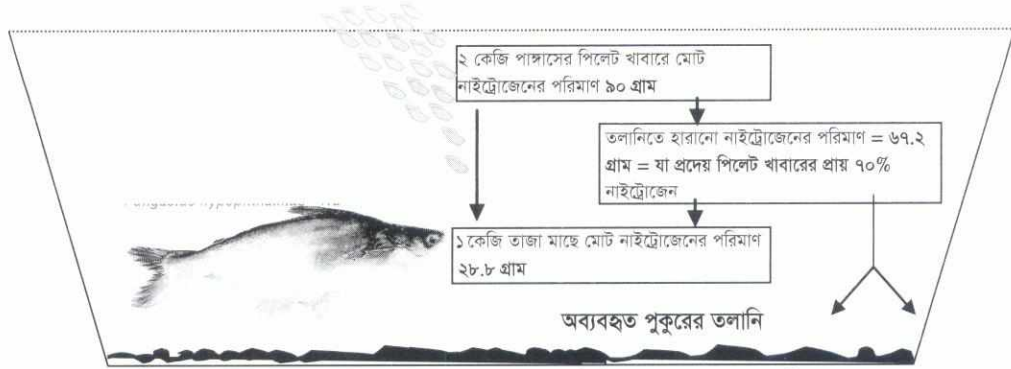 ২ কেজি পাঙ্গাসের পিলেট খাবারে মোট
নাইট্রোজেনের পরিমাণ ৯০ গ্রাম
তলানিতে হারানো নাইট্রোজেনের পরিমাণ = ৬৭.২
গ্রাম = যা প্রদেয় পিলেট খাবারের প্রায় ৭০%
নাইট্রোজেন
১ কেজি তাজা মাছে মোট নাইট্রোজেনের পরিমাণ
২৮.৮ গ্রাম
অব্যবহৃত পুকুরের তলানি